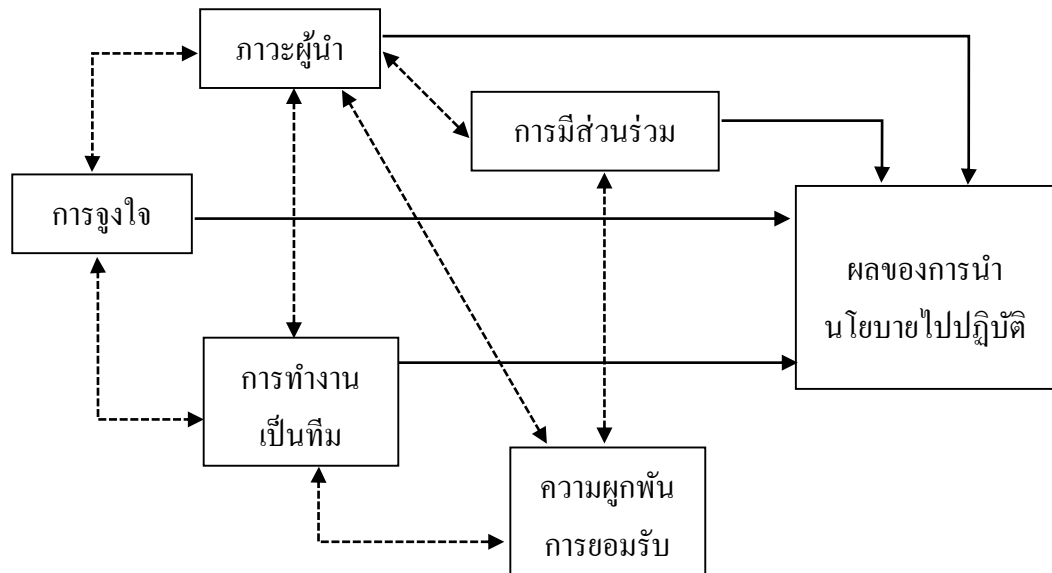 ภาวะผู้นำ
การมีส่วนร่วม
การจูงใจ
ผลของการนำ
นโยบายไปปฏิบัติ
การทำงาน
เป็นทีม
ความผูกพัน
การยอมรับ